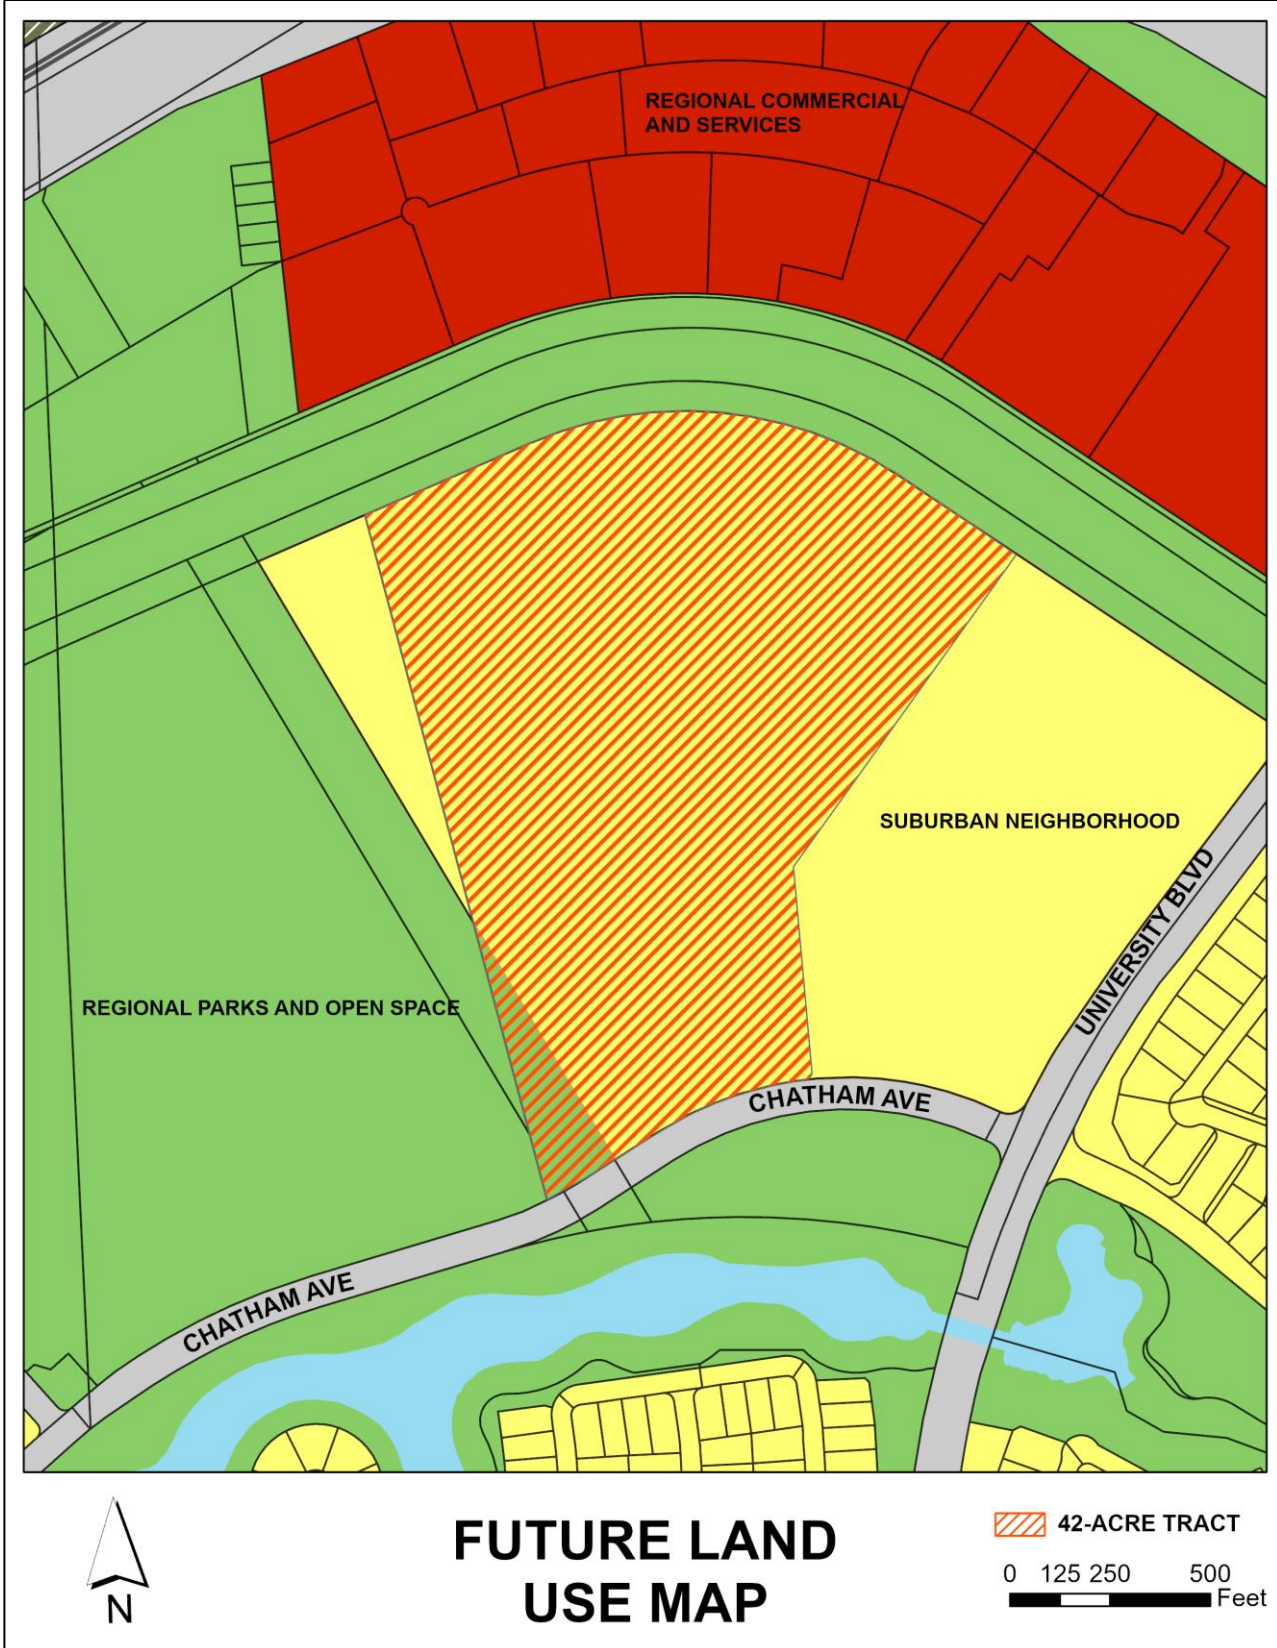 REGIONAL COMMERCIAL
AND SERVICES
SUBURBAN NEIGHBORHOOD
UNIVERSITY BLVD
REGIONAL PARKS AND OPEN SPACE
CHATHAM AVE
CHATHAM AVE
N
FUTURE LAND
USE MAP
42-ACRE TRACT
0 125 250 500
Feet